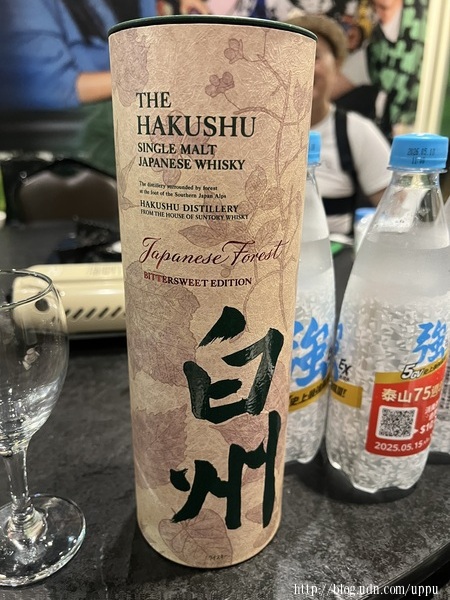 THE
HAKUSHU
SINGLE MALT
JAPANESE WHISKY
The distillery surrounded by forest
at the foot of the Southern Japan Alps
HAKUSHU DISTILLERY
FROM THE HOUSE OF SUNTORY WHISKY
Japanese Forest
BITTERSWEET EDITION
白州
強
強
泰山75
2025.05.15
http://blog.udn.com/uppu